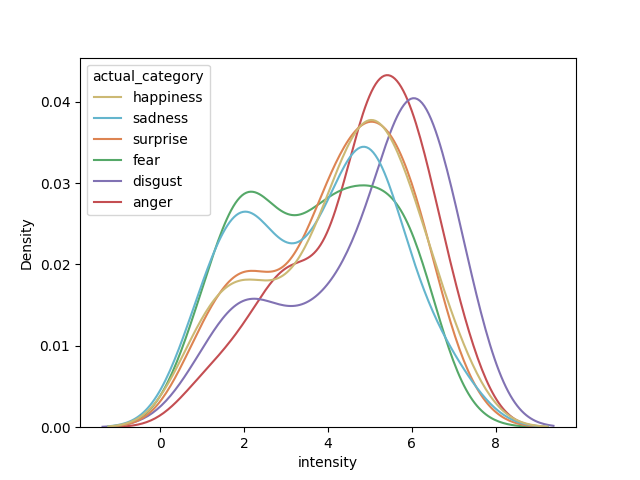 actual_category
happiness
sadness
surprise
fear
disgust
anger
Density
0.04
0.03
0.02
0.01
0.00
0 2 4 6 8
intensity